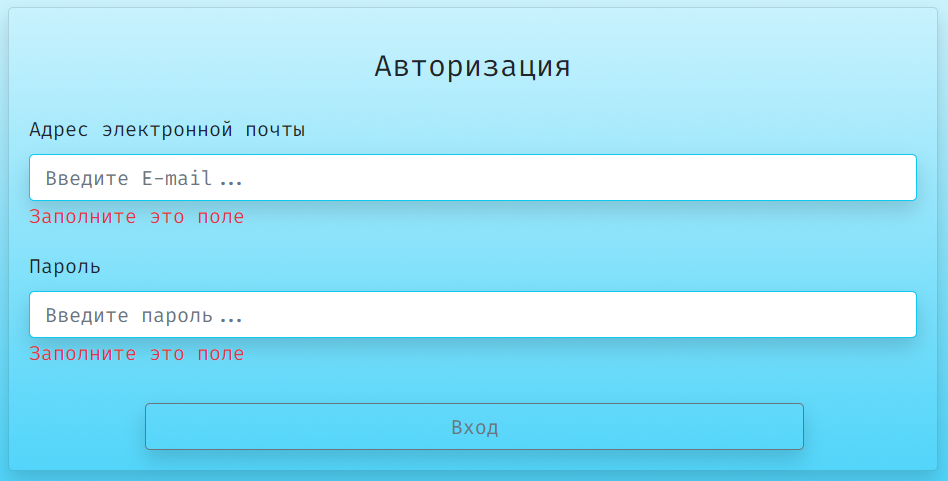 Авторизация
Адрес электронной почты
Введите E-mail...
Заполните это поле
Пароль
Введите пароль...
Заполните это поле
Вход